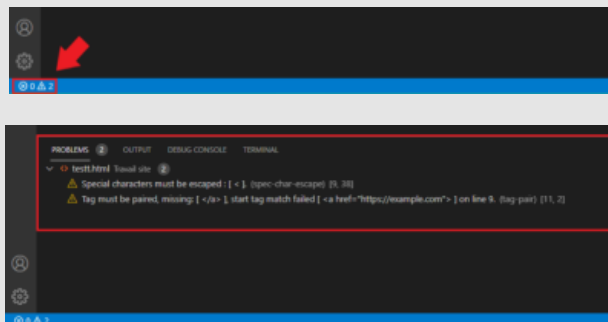 0 2
PROBLEMS 2 OUTPUT DEBUG CONSOLE TERMINAL
testt.html Travail site 2
Special characters must be escaped : [ < ]. (spec-char-escape) [9, 38]
Tag must be paired, missing: [ </a> ], start tag match failed [ <a href="https://example.com"> ] on line 9. (tag-pair) [11, 2]
0 2